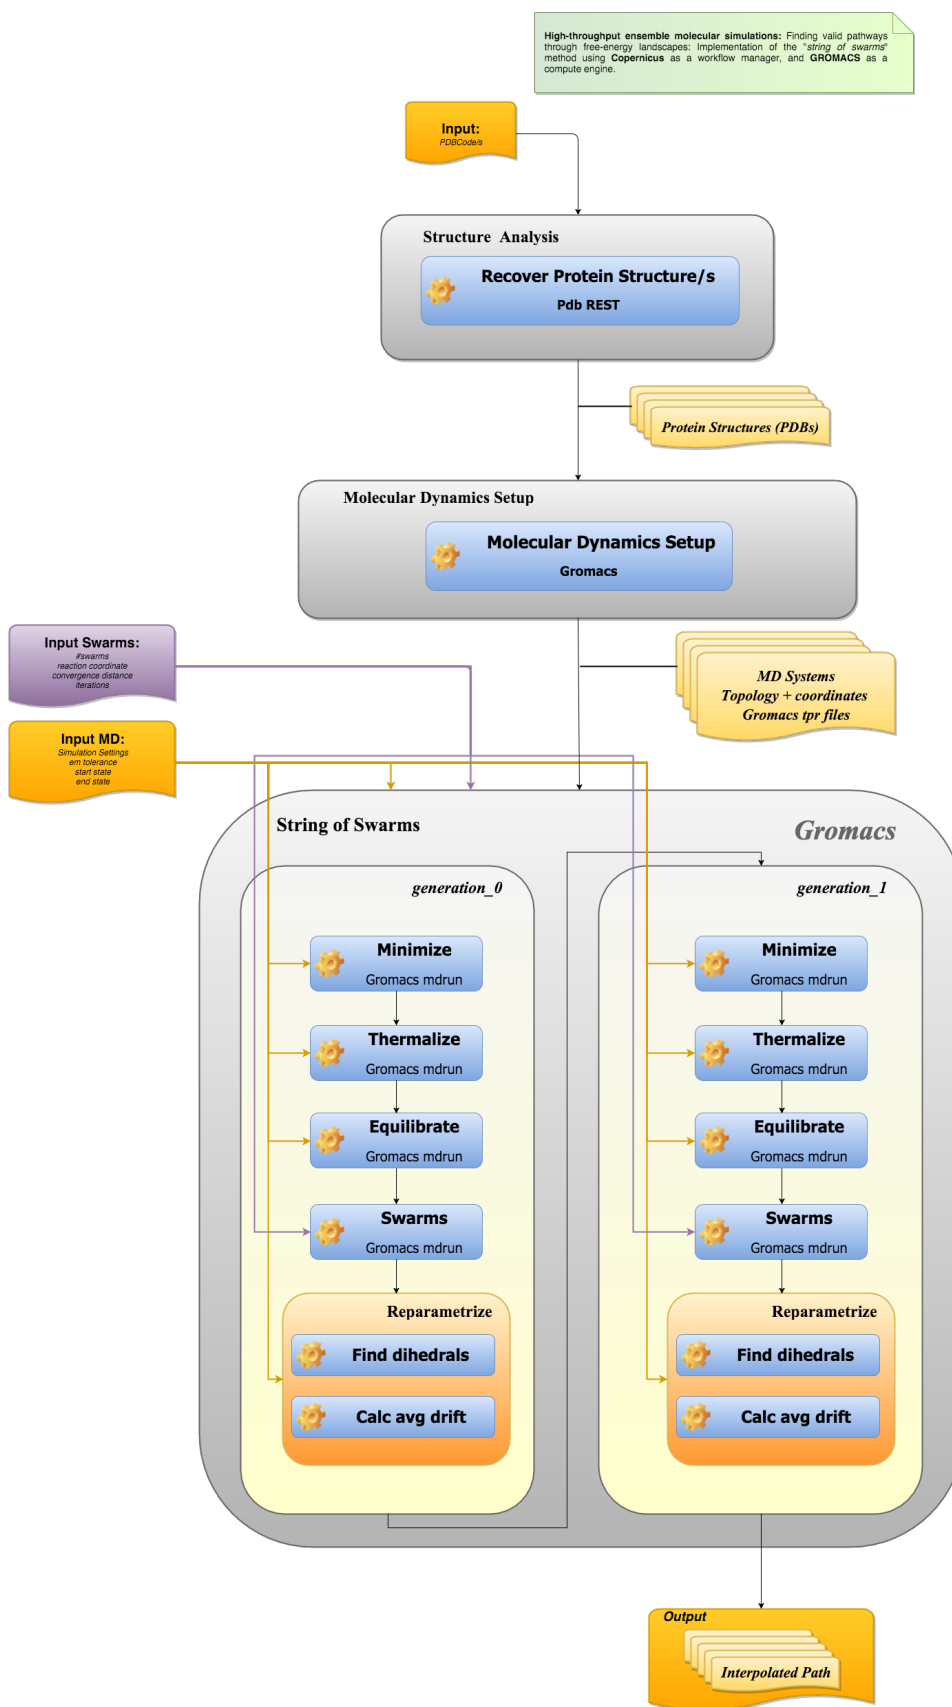 High-throughput ensemble molecular simulations: Finding valid pathways
through free-energy landscapes: Implementation of the "string of swarms"
method using Copernicus as a workflow manager, and GROMACS as a
compute engine.
Input:
PDBCode/s
Structure Analysis
Recover Protein Structure/s
Pdb REST
Protein Structures (PDBs)
Molecular Dynamics Setup
Molecular Dynamics Setup
Gromacs
Input Swarms:
#swarms
reaction coordinate
convergence distance
iterations
MD Systems
Topology + coordinates
Gromacs tpr files
Input MD:
Simulation Settings
em tolerance
start state
end state
String of Swarms
Gromacs
generation_0
Minimize
Gromacs mdrun
Thermalize
Gromacs mdrun
Equilibrate
Gromacs mdrun
Swarms
Gromacs mdrun
Reparametrize
Find dihedrals
Calc avg drift
generation_1
Minimize
Gromacs mdrun
Thermalize
Gromacs mdrun
Equilibrate
Gromacs mdrun
Swarms
Gromacs mdrun
Reparametrize
Find dihedrals
Calc avg drift
Output
Interpolated Path